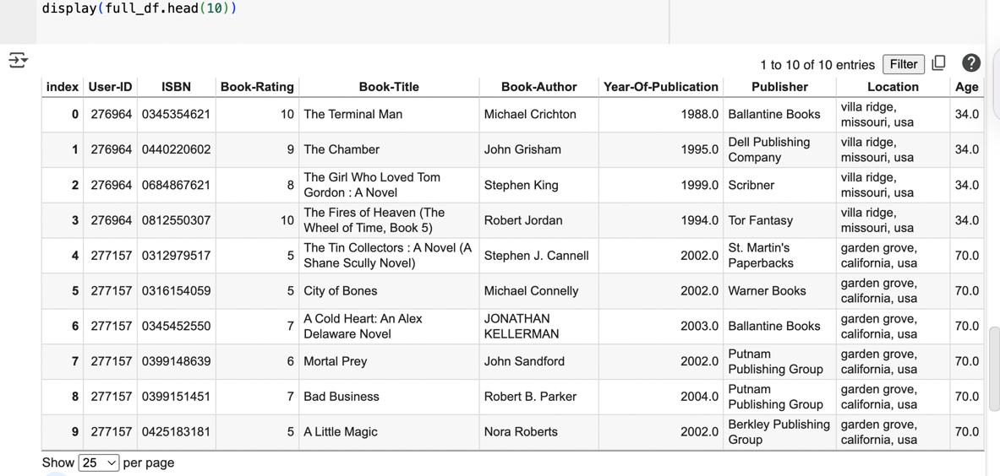 display(full_df.head(10))
1 to 10 of 10 entries Filter
index User-ID ISBN Book-Rating Book-Title Book-Author Year-Of-Publication Publisher Location Age
0 276964 0345354621 10 The Terminal Man Michael Crichton 1988.0 Ballantine Books villa ridge, missouri, usa 34.0
1 276964 0440220602 9 The Chamber John Grisham 1995.0 Dell Publishing Company villa ridge, missouri, usa 34.0
2 276964 0684867621 8 The Girl Who Loved Tom Gordon : A Novel Stephen King 1999.0 Scribner villa ridge, missouri, usa 34.0
3 276964 0812550307 10 The Fires of Heaven (The Wheel of Time, Book 5) Robert Jordan 1994.0 Tor Fantasy villa ridge, missouri, usa 34.0
4 277157 0312979517 5 The Tin Collectors : A Novel (A Shane Scully Novel) Stephen J. Cannell 2002.0 St. Martin's Paperbacks garden grove, california, usa 70.0
5 277157 0316154059 5 City of Bones Michael Connelly 2002.0 Warner Books garden grove, california, usa 70.0
6 277157 0345452550 7 A Cold Heart: An Alex Delaware Novel JONATHAN KELLERMAN 2003.0 Ballantine Books garden grove, california, usa 70.0
7 277157 0399148639 6 Mortal Prey John Sandford 2002.0 Putnam Publishing Group garden grove, california, usa 70.0
8 277157 0399151451 7 Bad Business Robert B. Parker 2004.0 Putnam Publishing Group garden grove, california, usa 70.0
9 277157 0425183181 5 A Little Magic Nora Roberts 2002.0 Berkley Publishing Group garden grove, california, usa 70.0
Show 25 per page